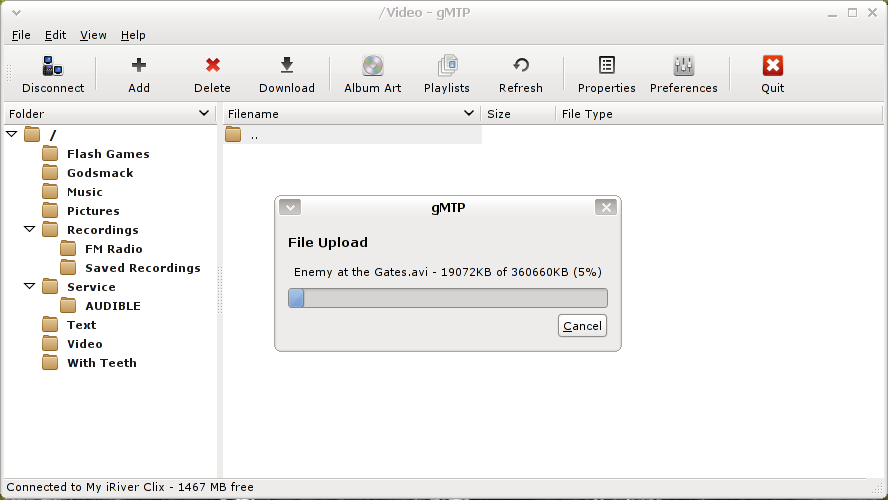 /Video - gMTP
File Edit View Help
Disconnect Add Delete Download Album Art Playlists Refresh Properties Preferences Quit
Folder Filename Size File Type
/ ..
Flash Games
Godsmack
Music
Pictures
Recordings
FM Radio
Saved Recordings
Service
AUDIBLE
Text
Video
With Teeth
gMTP
File Upload
Enemy at the Gates.avi - 19072KB of 360660KB (5%)
Cancel
Connected to My iRiver Clix - 1467 MB free